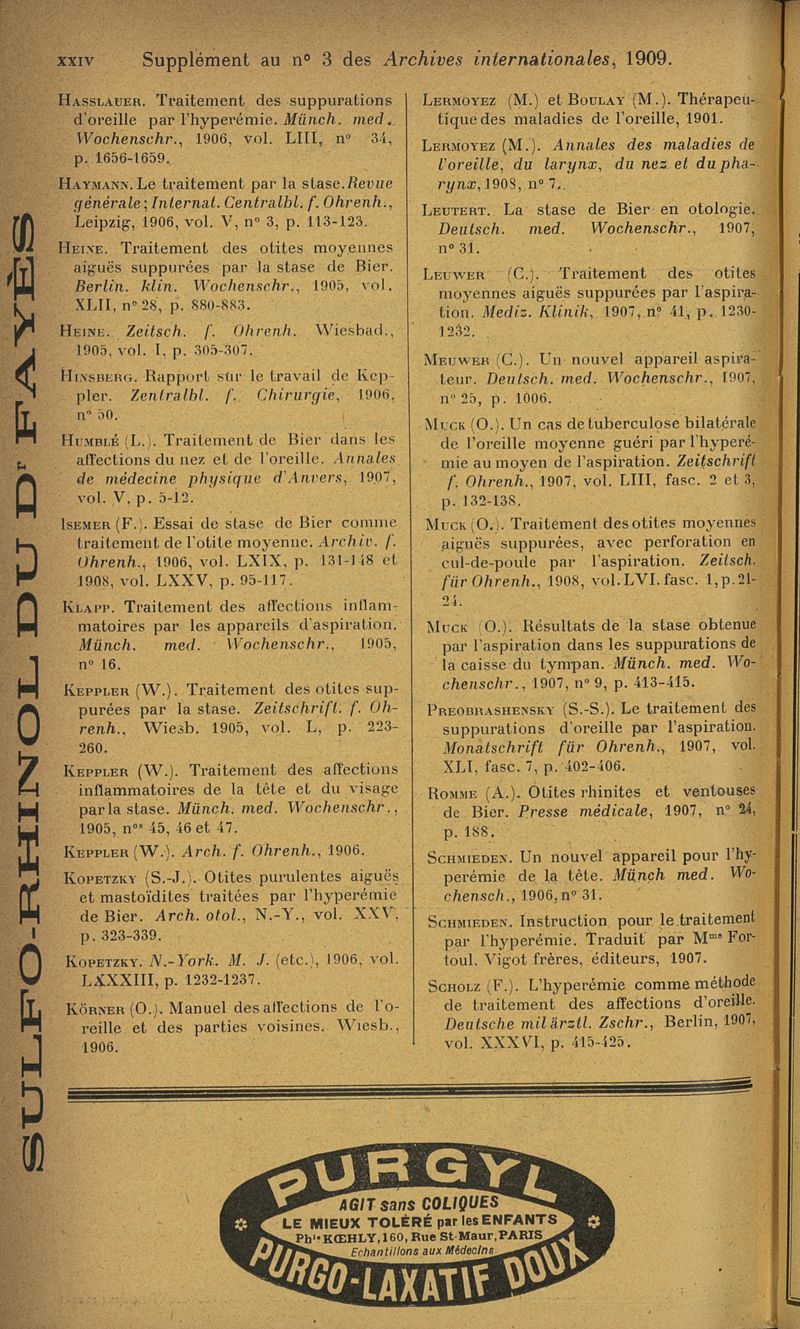 XXIV Supplément au n° 3 des Archives internationales, 1909.
HASSLAUER. Traitement des suppurations
d'oreille par l'hyperémie. Münch. med.
Wochenschr., 1906, vol. LIII, n° 34,
p. 1656-1659.
HAYMANN. Le traitement par la stase. Revue
générale; Internat. Centralbl. f. Ohrenh.,
Leipzig, 1906, vol. V, n° 3, p. 113-123.
HEINE. Traitement des otites moyennes
aiguës suppurées par la stase de Bier.
Berlin. klin. Wochenschr., 1905, vol.
XLII, n° 28, p. 880-883.
HEINE. Zeitsch. f. Ohrenh. Wiesbad.,
1905, vol. I, p. 305-307.
HINSBERG. Rapport sur le travail de Kep-
pler. Zentralbl. f. Chirurgie, 1906,
n° 50.
HUMBLÉ (L.). Traitement de Bier dans les
affections du nez et de l'oreille. Annales
de médecine physique d'Anvers, 1907,
vol. V, p. 5-12.
ISEMER (F.). Essai de stase de Bier comme
traitement de l'otite moyenne. Archiv. f.
Ohrenh., 1906, vol. LXIX, p. 131-148 et
1908, vol. LXXV, p. 95-117.
KLAPP. Traitement des affections inflam-
matoires par les appareils d'aspiration.
Münch. med. Wochenschr., 1905,
n° 16.
KEPPLER (W.). Traitement des otites sup-
purées par la stase. Zeitschrift. f. Oh-
renh., Wiesb. 1905, vol. L, p. 223-
260.
KEPPLER (W.). Traitement des affections
inflammatoires de la tête et du visage
par la stase. Münch. med. Wochenschr.,
1905, nos 45, 46 et 47.
KEPPLER (W.). Arch. f. Ohrenh., 1906.
KOPETZKY (S.-J.). Otites purulentes aiguës
et mastoïdites traitées par l'hyperémie
de Bier. Arch. otol., N.-Y., vol. XXV,
p. 323-339.
KOPETZKY. N.-York. M. J. (etc.), 1906, vol.
LXXXIII, p. 1232-1237.
KÖRNER (O.). Manuel des affections de l'o-
reille et des parties voisines. Wiesb.,
1906.
LERMOYEZ (M.) et BOULAY (M.). Thérapeu-
tique des maladies de l'oreille, 1901.
LERMOYEZ (M.). Annales des maladies de
l'oreille, du larynx, du nez et du pha-
rynx, 1908, n° 7.
LEUTERT. La stase de Bier en otologie.
Deutsch. med. Wochenschr., 1907,
n° 31.
LEUWER (C.). Traitement des otites
moyennes aiguës suppurées par l'aspira-
tion. Mediz. Klinik, 1907, n° 41, p. 1230-
1232.
MEUWER (C.). Un nouvel appareil aspira-
teur. Deutsch. med. Wochenschr., 1907,
n° 25, p. 1006.
MUCK (O.). Un cas de tuberculose bilatérale
de l'oreille moyenne guéri par l'hyperé-
mie au moyen de l'aspiration. Zeitschrift
f. Ohrenh., 1907, vol. LIII, fasc. 2 et 3,
p. 132-138.
MUCK (O.). Traitement des otites moyennes
aiguës suppurées, avec perforation en
cul-de-poule par l'aspiration. Zeitsch.
für Ohrenh., 1908, vol. LVI. fasc. 1, p. 21-
24.
MUCK (O.). Résultats de la stase obtenue
par l'aspiration dans les suppurations de
la caisse du tympan. Münch. med. Wo-
chenschr., 1907, n° 9, p. 413-415.
PREOBRASHENSKY (S.-S.). Le traitement des
suppurations d'oreille par l'aspiration.
Monatschrift für Ohrenh., 1907, vol.
XLI, fasc. 7, p. 402-406.
ROMME (A.). Otites rhinites et ventouses
de Bier. Presse médicale, 1907, n° 24,
p. 188.
SCHMIEDEN. Un nouvel appareil pour l'hy-
perémie de la tête. Münch med. Wo-
chensch., 1906, n° 31.
SCHMIEDEN. Instruction pour le traitement
par l'hyperémie. Traduit par Mme For-
toul. Vigot frères, éditeurs, 1907.
SCHOLZ (F.). L'hyperémie comme méthode
de traitement des affections d'oreille.
Deutsche mil ärztl. Zschr., Berlin, 1907,
vol. XXXVI, p. 415-425.
SULFO-RHINOL DU Dr FAYÈS
PURGYL
AGIT sans COLIQUES
LE MIEUX TOLÉRÉ par les ENFANTS
Phie KŒHLY, 160, Rue St-Maur, PARIS
Echantillons aux Médecins
PURGO-LAXATIF DOUX